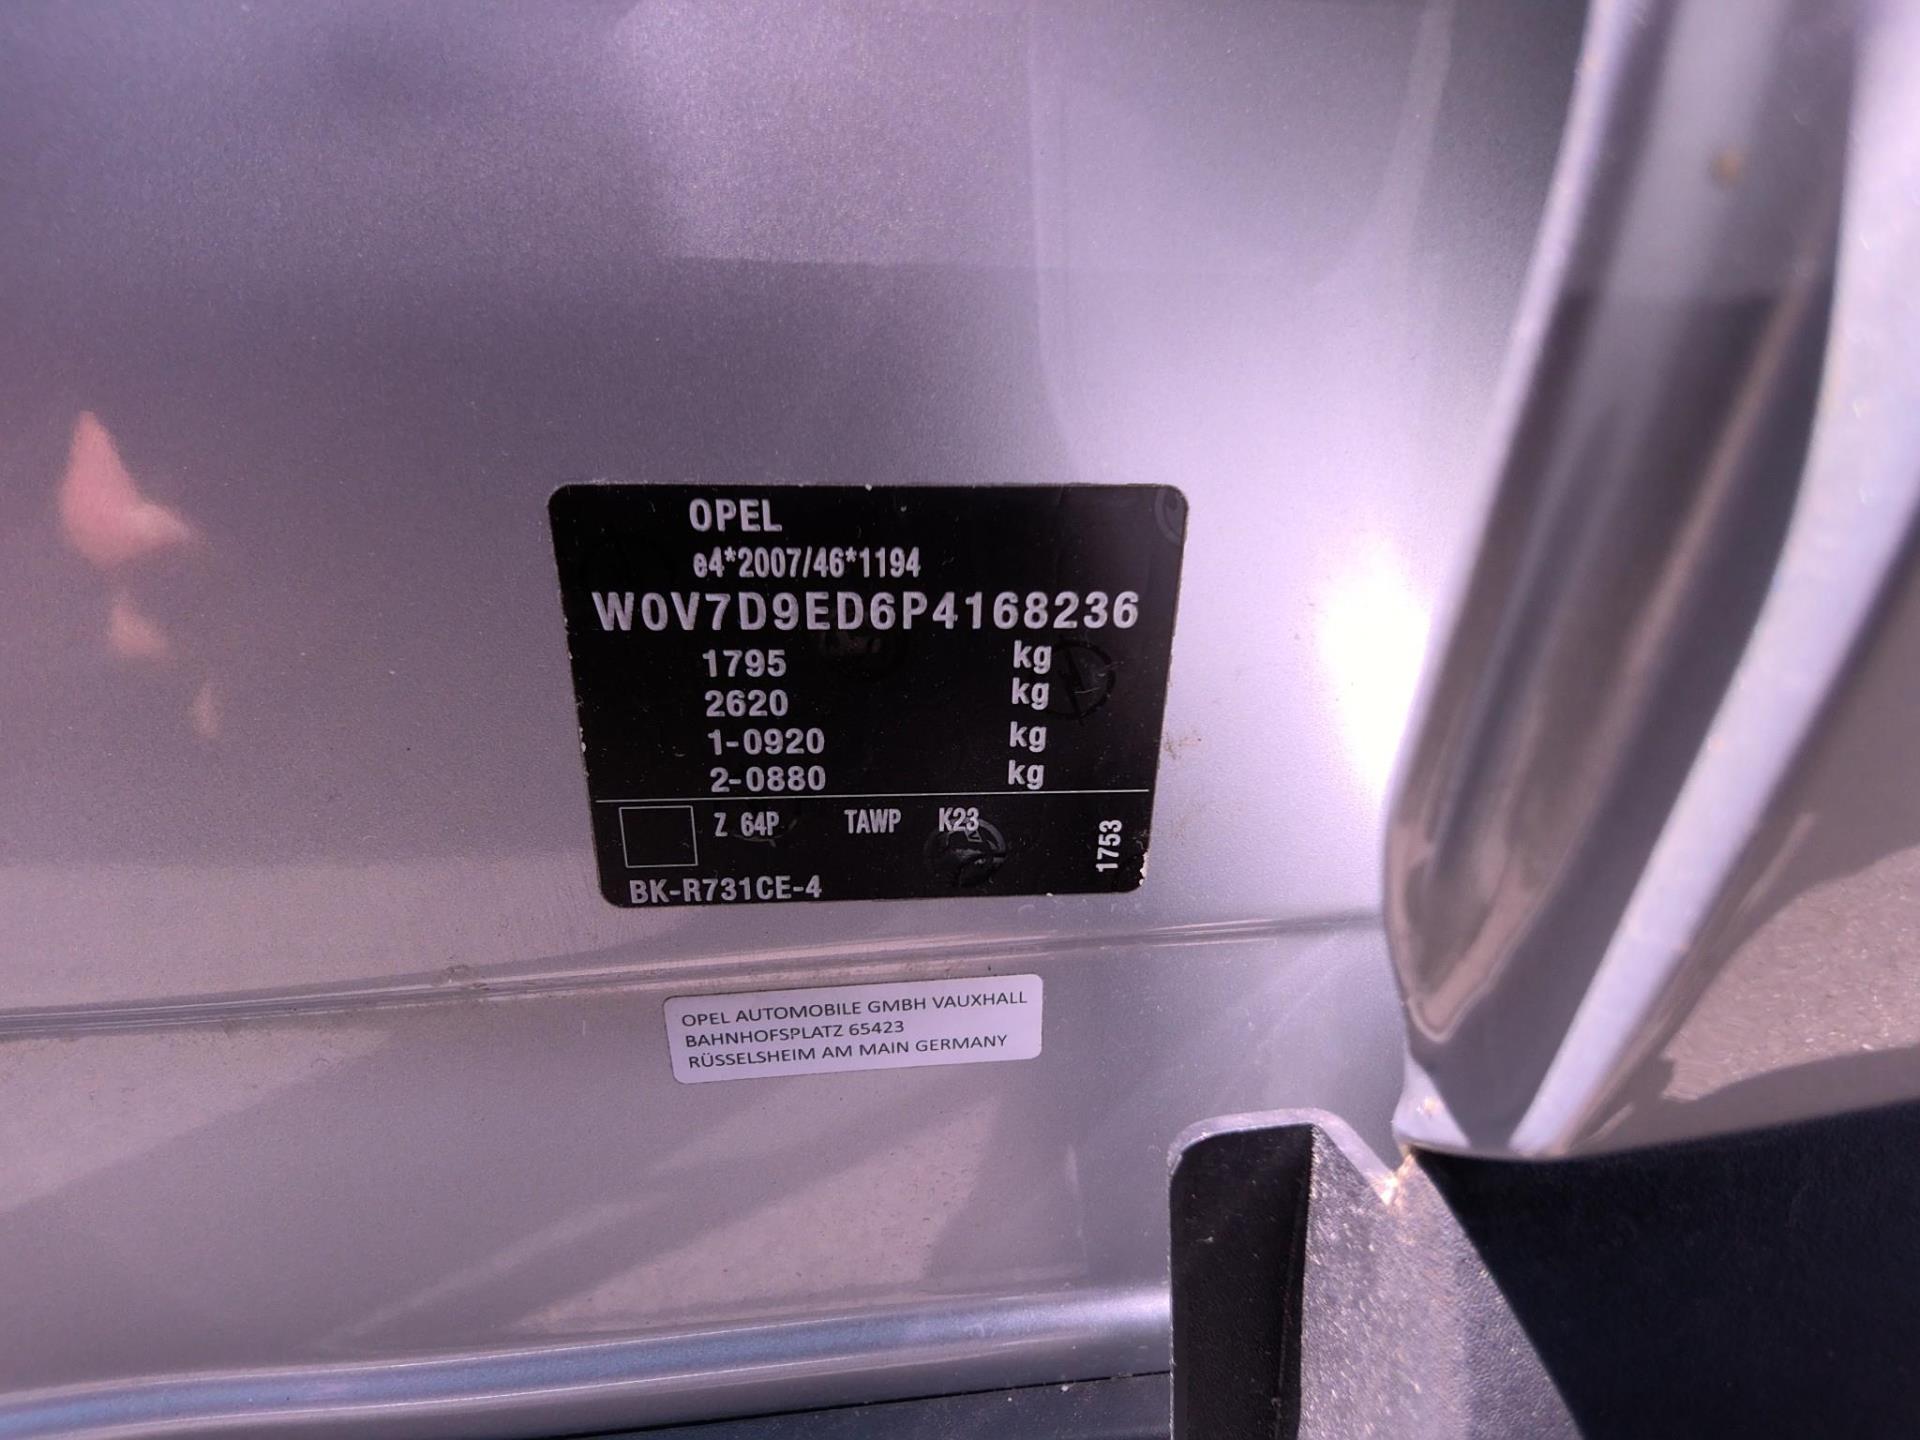 OPEL
e4*2007/46*1194
W0V7D9ED6P4168236
1795 kg
2620 kg
1-0920 kg
2-0880 kg
Z 64P TAWP K23
1753
BK-R731CE-4
OPEL AUTOMOBILE GMBH VAUXHALL
BAHNHOFSPLATZ 65423
RÜSSELSHEIM AM MAIN GERMANY